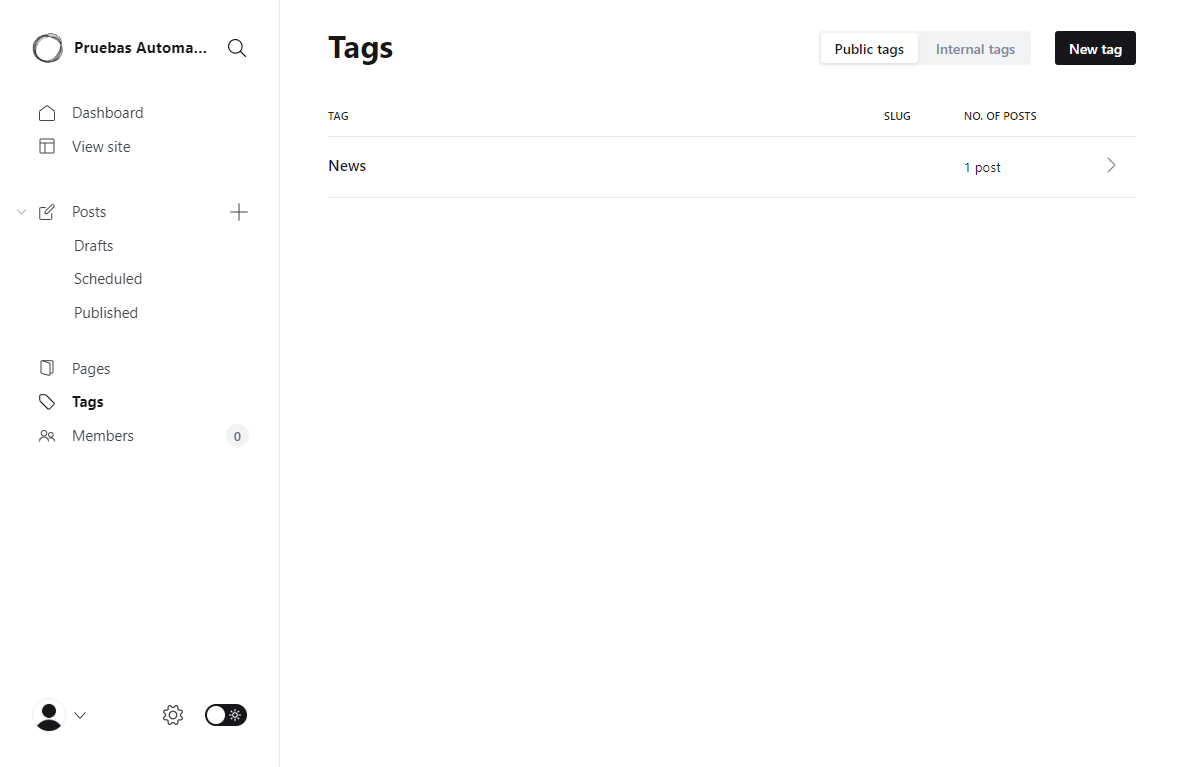 Pruebas Automa...
Dashboard
View site
Posts
Drafts
Scheduled
Published
Pages
Tags
Members
0
Tags
Public tags
Internal tags
New tag
TAG SLUG NO. OF POSTS
News 1 post